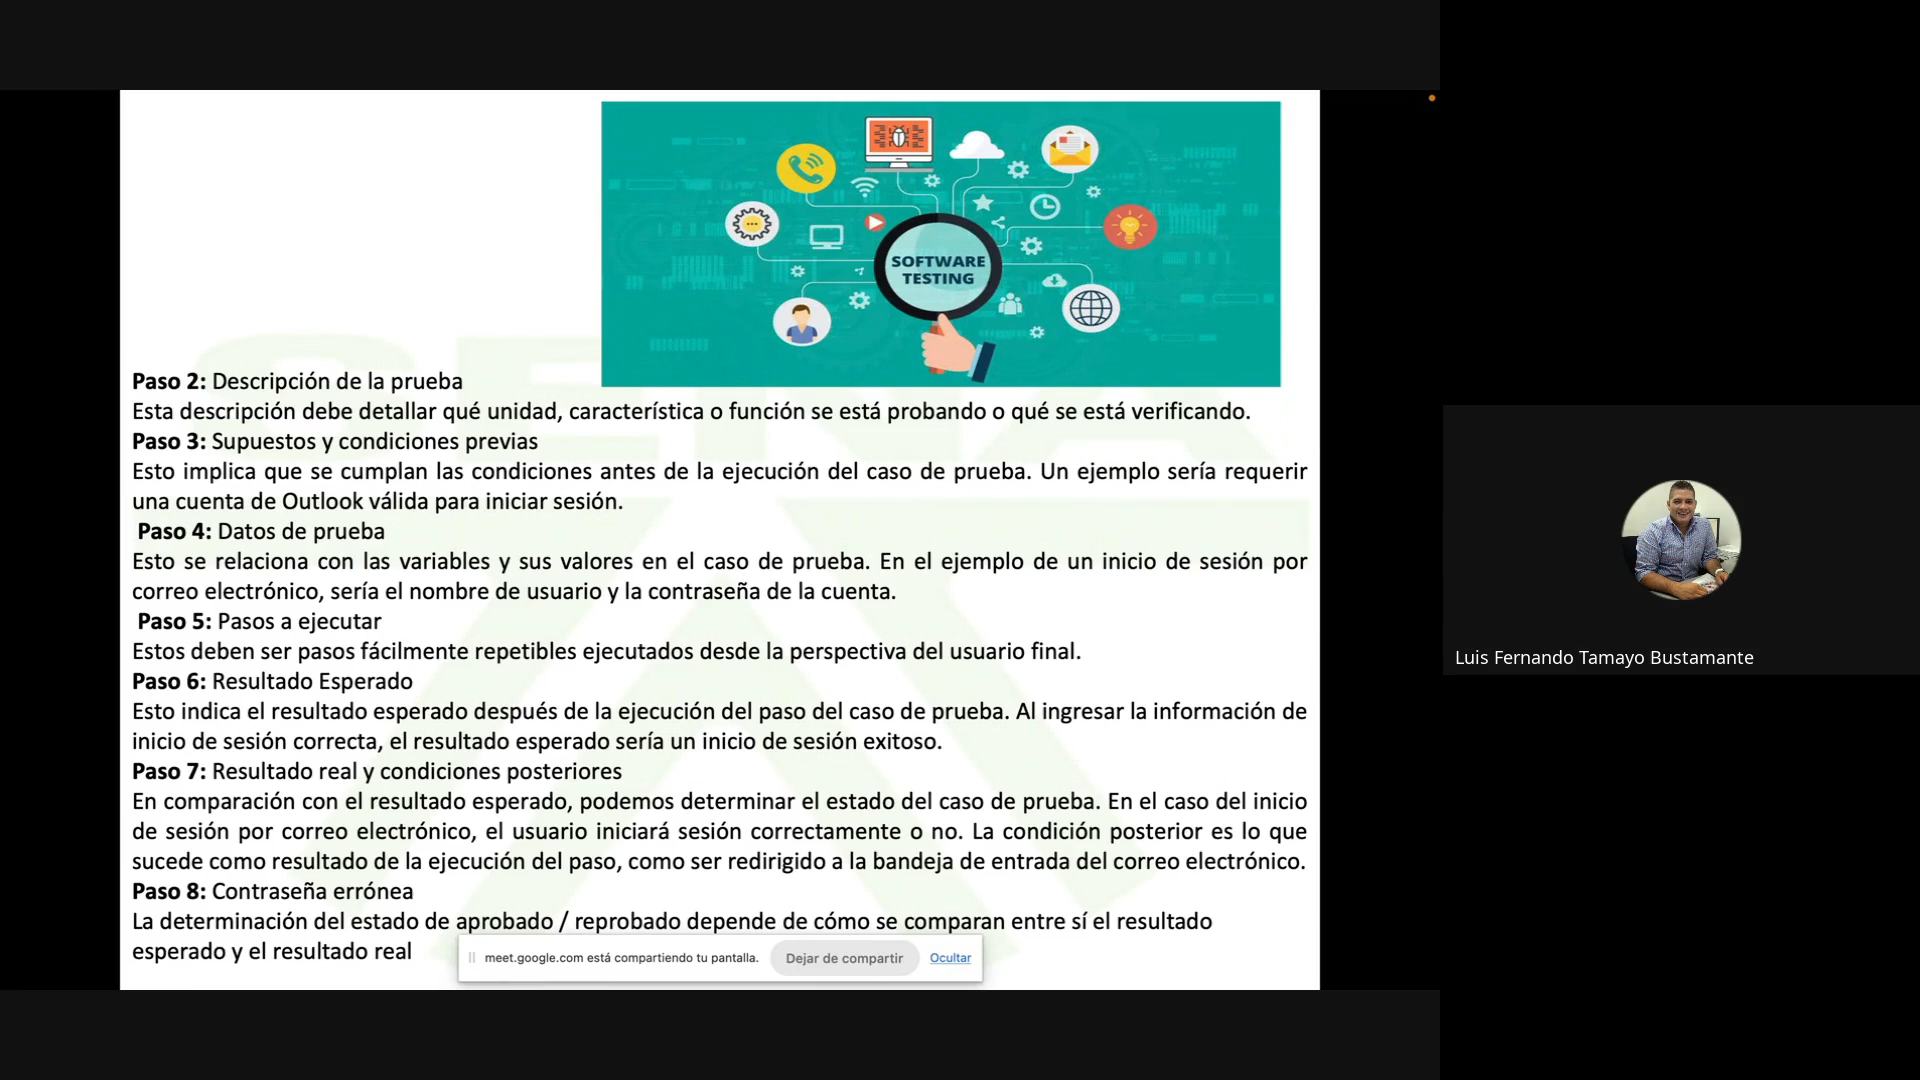 SOFTWARE
TESTING
SENA
Paso 2: Descripción de la prueba
Esta descripción debe detallar qué unidad, característica o función se está probando o qué se está verificando.
Paso 3: Supuestos y condiciones previas
Esto implica que se cumplan las condiciones antes de la ejecución del caso de prueba. Un ejemplo sería requerir
una cuenta de Outlook válida para iniciar sesión.
Paso 4: Datos de prueba
Esto se relaciona con las variables y sus valores en el caso de prueba. En el ejemplo de un inicio de sesión por
correo electrónico, sería el nombre de usuario y la contraseña de la cuenta.
Paso 5: Pasos a ejecutar
Estos deben ser pasos fácilmente repetibles ejecutados desde la perspectiva del usuario final.
Paso 6: Resultado Esperado
Esto indica el resultado esperado después de la ejecución del paso del caso de prueba. Al ingresar la información de
inicio de sesión correcta, el resultado esperado sería un inicio de sesión exitoso.
Paso 7: Resultado real y condiciones posteriores
En comparación con el resultado esperado, podemos determinar el estado del caso de prueba. En el caso del inicio
de sesión por correo electrónico, el usuario iniciará sesión correctamente o no. La condición posterior es lo que
sucede como resultado de la ejecución del paso, como ser redirigido a la bandeja de entrada del correo electrónico.
Paso 8: Contraseña errónea
La determinación del estado de aprobado / reprobado depende de cómo se comparan entre sí el resultado
esperado y el resultado real
meet.google.com está compartiendo tu pantalla. Dejar de compartir Ocultar
Luis Fernando Tamayo Bustamante